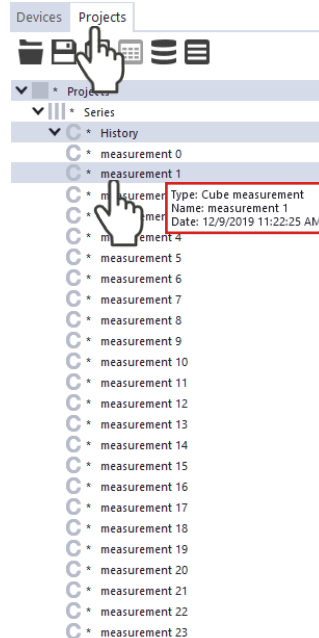 Devices Projects
* Projects
* Series
C * History
C * measurement 0
C * measurement 1
Type: Cube measurement
Name: measurement 1
Date: 12/9/2019 11:22:25 AM
C *
C *
C * measurement 4
C * measurement 5
C * measurement 6
C * measurement 7
C * measurement 8
C * measurement 9
C * measurement 10
C * measurement 11
C * measurement 12
C * measurement 13
C * measurement 14
C * measurement 15
C * measurement 16
C * measurement 17
C * measurement 18
C * measurement 19
C * measurement 20
C * measurement 21
C * measurement 22
C * measurement 23